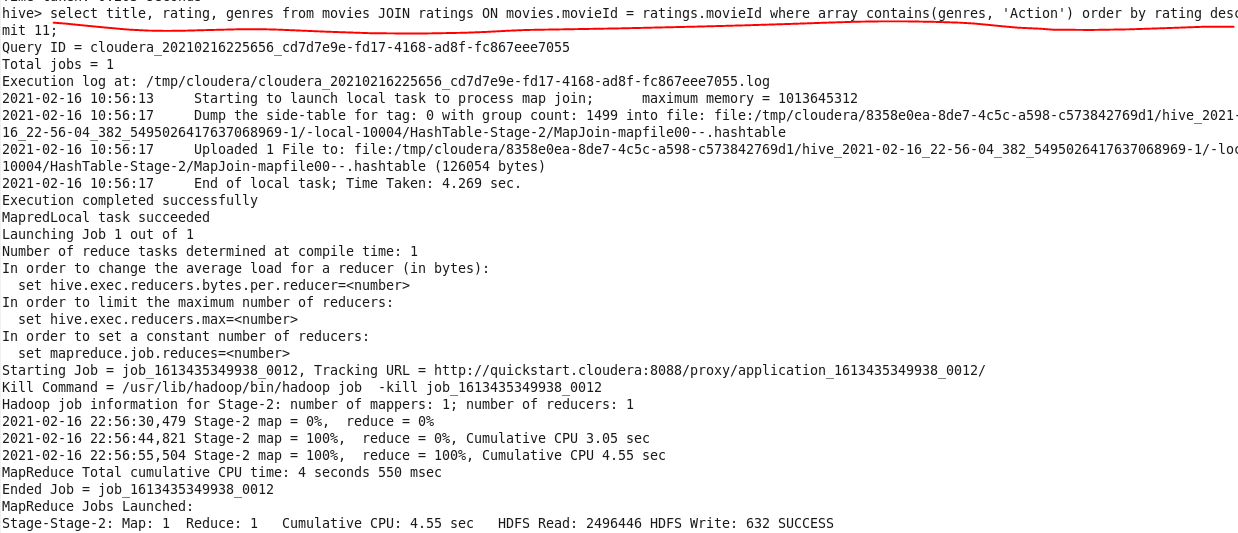 hive> select title, rating, genres from movies JOIN ratings ON movies.movieId = ratings.movieId where array contains(genres, 'Action') order by rating desc
mit 11;
Query ID = cloudera_20210216225656_cd7d7e9e-fd17-4168-ad8f-fc867eee7055
Total jobs = 1
Execution log at: /tmp/cloudera/cloudera_20210216225656_cd7d7e9e-fd17-4168-ad8f-fc867eee7055.log
2021-02-16 10:56:13     Starting to launch local task to process map join;      maximum memory = 1013645312
2021-02-16 10:56:17     Dump the side-table for tag: 0 with group count: 1499 into file: file:/tmp/cloudera/8358e0ea-8de7-4c5c-a598-c573842769d1/hive_2021-
16_22-56-04_382_5495026417637068969-1/-local-10004/HashTable-Stage-2/MapJoin-mapfile00--.hashtable
2021-02-16 10:56:17     Uploaded 1 File to: file:/tmp/cloudera/8358e0ea-8de7-4c5c-a598-c573842769d1/hive_2021-02-16_22-56-04_382_5495026417637068969-1/-loc
10004/HashTable-Stage-2/MapJoin-mapfile00--.hashtable (126054 bytes)
2021-02-16 10:56:17     End of local task; Time Taken: 4.269 sec.
Execution completed successfully
MapredLocal task succeeded
Launching Job 1 out of 1
Number of reduce tasks determined at compile time: 1
In order to change the average load for a reducer (in bytes):
  set hive.exec.reducers.bytes.per.reducer=<number>
In order to limit the maximum number of reducers:
  set hive.exec.reducers.max=<number>
In order to set a constant number of reducers:
  set mapreduce.job.reduces=<number>
Starting Job = job_1613435349938_0012, Tracking URL = http://quickstart.cloudera:8088/proxy/application_1613435349938_0012/
Kill Command = /usr/lib/hadoop/bin/hadoop job  -kill job_1613435349938_0012
Hadoop job information for Stage-2: number of mappers: 1; number of reducers: 1
2021-02-16 22:56:30,479 Stage-2 map = 0%,  reduce = 0%
2021-02-16 22:56:44,821 Stage-2 map = 100%,  reduce = 0%, Cumulative CPU 3.05 sec
2021-02-16 22:56:55,504 Stage-2 map = 100%,  reduce = 100%, Cumulative CPU 4.55 sec
MapReduce Total cumulative CPU time: 4 seconds 550 msec
Ended Job = job_1613435349938_0012
MapReduce Jobs Launched:
Stage-Stage-2: Map: 1  Reduce: 1   Cumulative CPU: 4.55 sec   HDFS Read: 2496446 HDFS Write: 632 SUCCESS